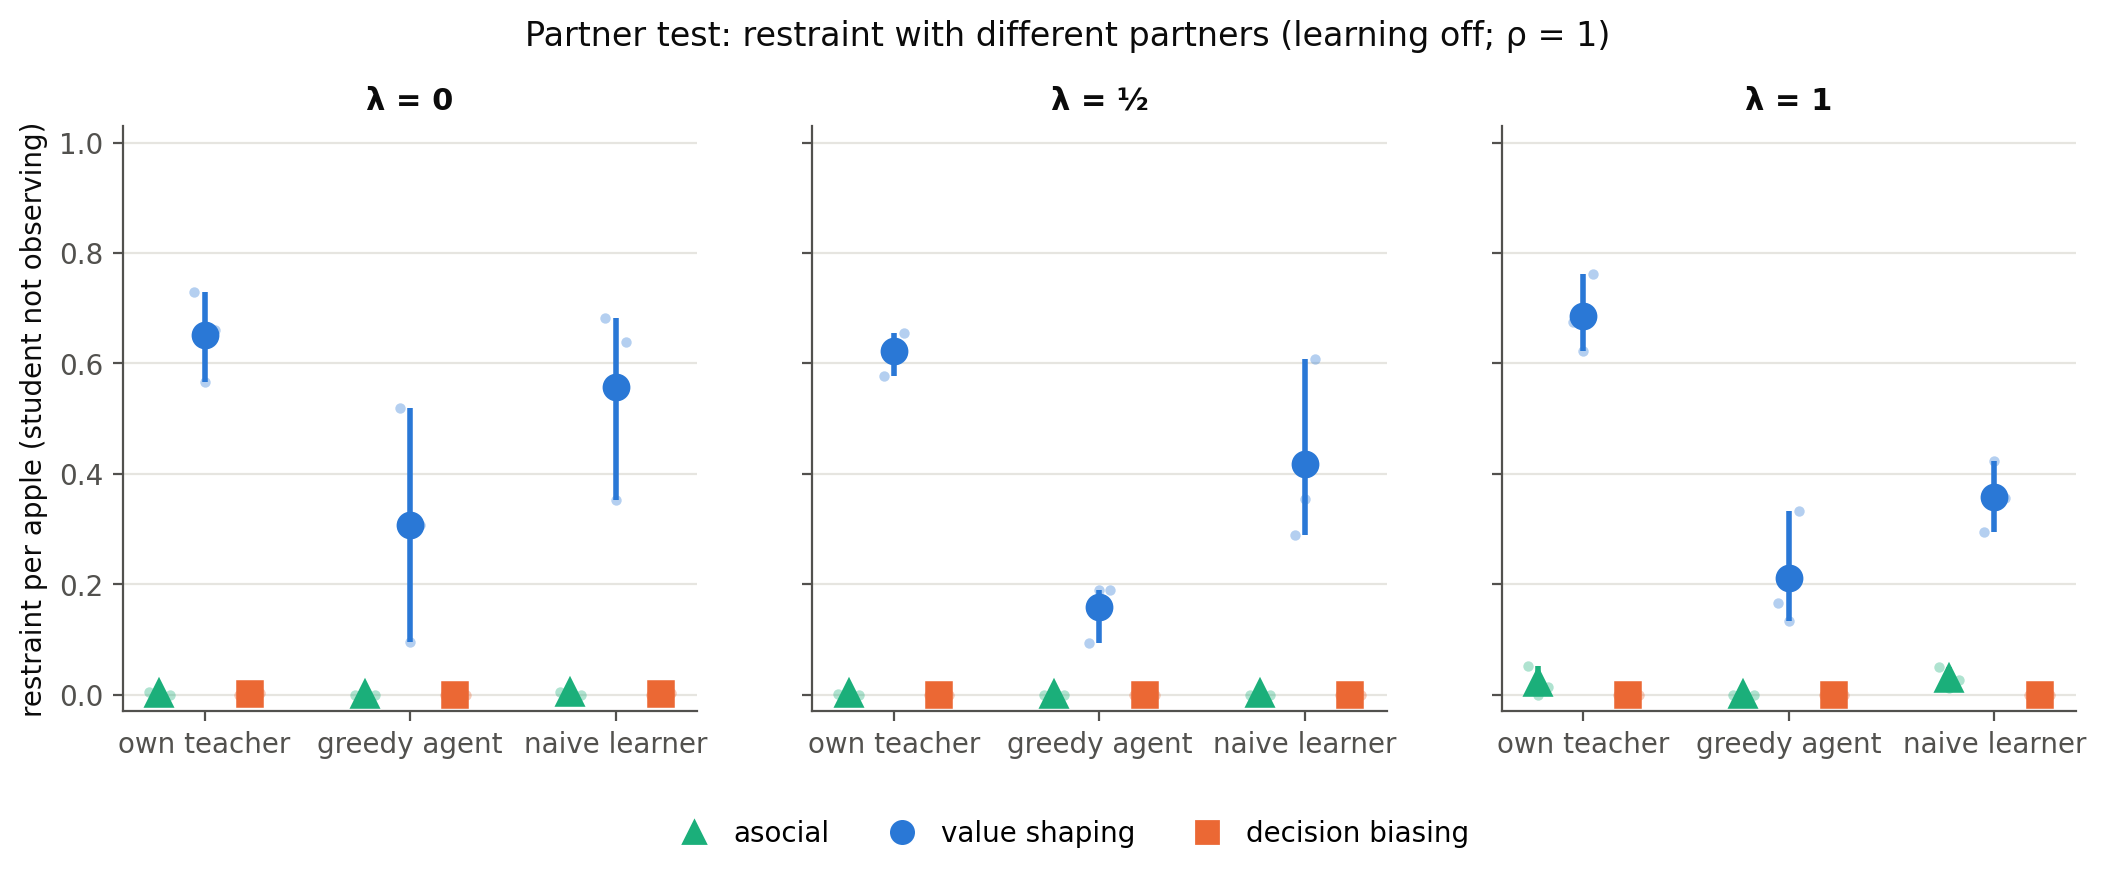 Partner test: restraint with different partners (learning off; ρ = 1)
λ = 0
λ = ½
λ = 1
restraint per apple (student not observing)
1.0
0.8
0.6
0.4
0.2
0.0
own teacher greedy agent naive learner
own teacher greedy agent naive learner
own teacher greedy agent naive learner
asocial value shaping decision biasing